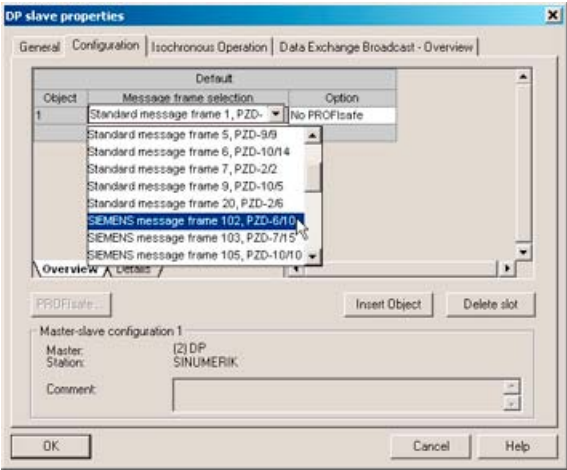 DP slave properties
General Configuration Isochronous Operation Data Exchange Broadcast - Overview
Default
Object Message frame selection Option
1 Standard message frame 1, PZD- No PROFIsafe
Standard message frame 5, PZD-9/9
Standard message frame 6, PZD-10/14
Standard message frame 7, PZD-2/2
Standard message frame 9, PZD-10/5
Standard message frame 20, PZD-2/6
SIEMENS message frame 102, PZD-6/10
SIEMENS message frame 103, PZD-7/15
SIEMENS message frame 105, PZD-10/10
Overview Details
PROFIsafe... Insert Object Delete slot
Master-slave configuration 1
Master: (2) DP
Station: SINUMERIK
Comment:
OK Cancel Help